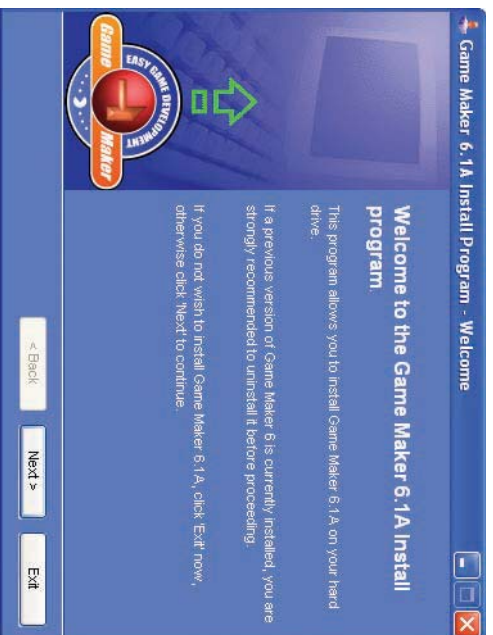 Game Maker 6.1A Install Program - Welcome
Welcome to the Game Maker 6.1A Install
program.
This program allows you to install Game Maker 6.1A on your hard
drive.
If a previous version of Game Maker 6 is currently installed, you are
strongly recommended to uninstall it before proceeding.
If you do not wish to install Game Maker 6.1A, click 'Exit' now,
otherwise click 'Next' to continue.
EASY GAME DEVELOPMENT
Game Maker
< Back
Next >
Exit